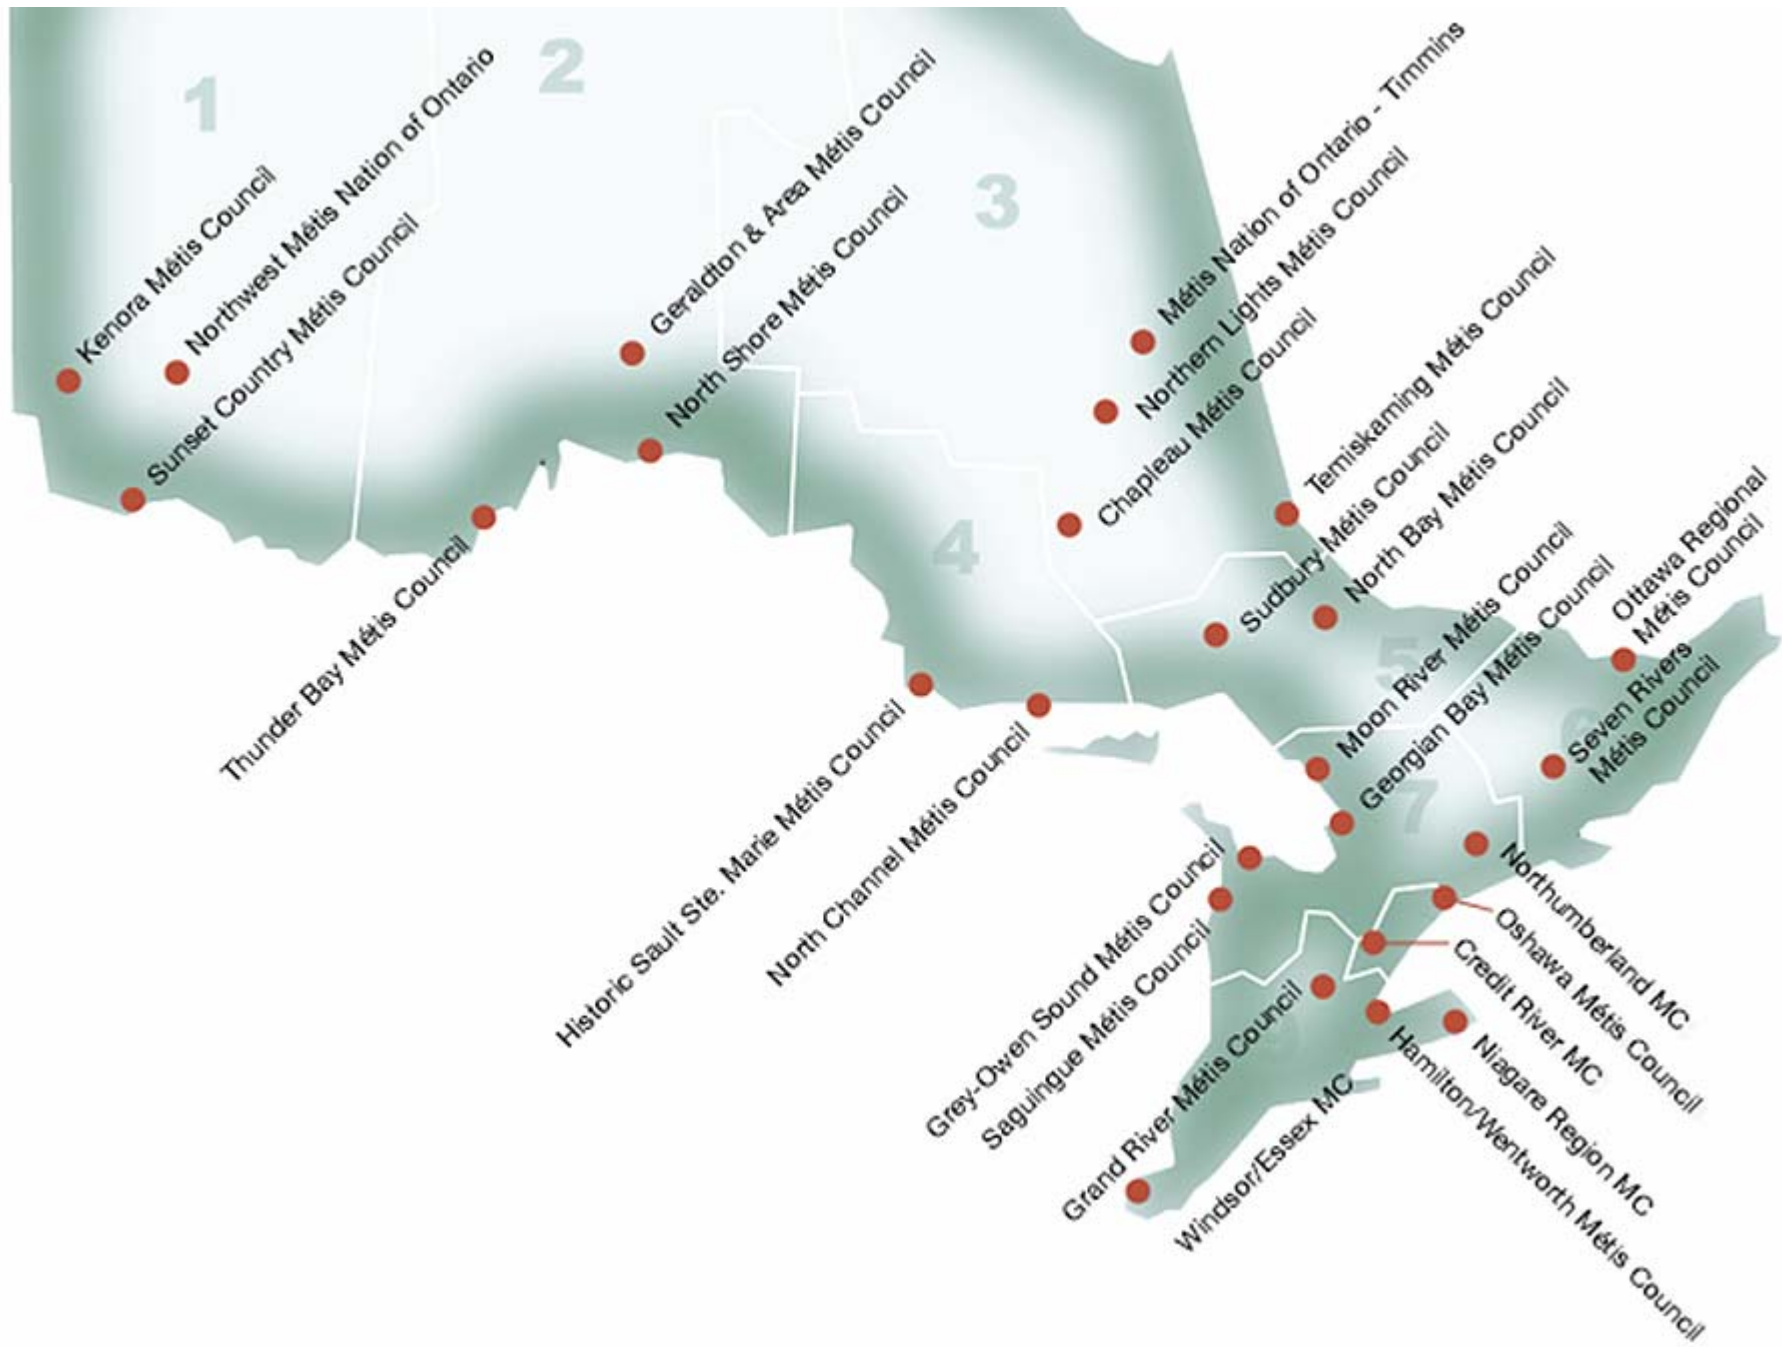 1
2
3
4
5
6
7
9
Kenora Métis Council
Northwest Métis Nation of Ontario
Sunset Country Métis Council
Thunder Bay Métis Council
Geraldton & Area Métis Council
North Shore Métis Council
Métis Nation of Ontario - Timmins
Northern Lights Métis Council
Chapleau Métis Council
Temiskaming Métis Council
Sudbury Métis Council
North Bay Métis Council
Historic Sault Ste. Marie Métis Council
North Channel Métis Council
Moon River Métis Council
Georgian Bay Métis Council
Ottawa Regional
Métis Council
Seven Rivers
Métis Council
Grey-Owen Sound Métis Council
Saguingue Métis Council
Northumberland MC
Oshawa Métis Council
Credit River MC
Grand River Métis Council
Windsor/Essex MC
Hamilton/Wentworth Métis Council
Niagare Region MC